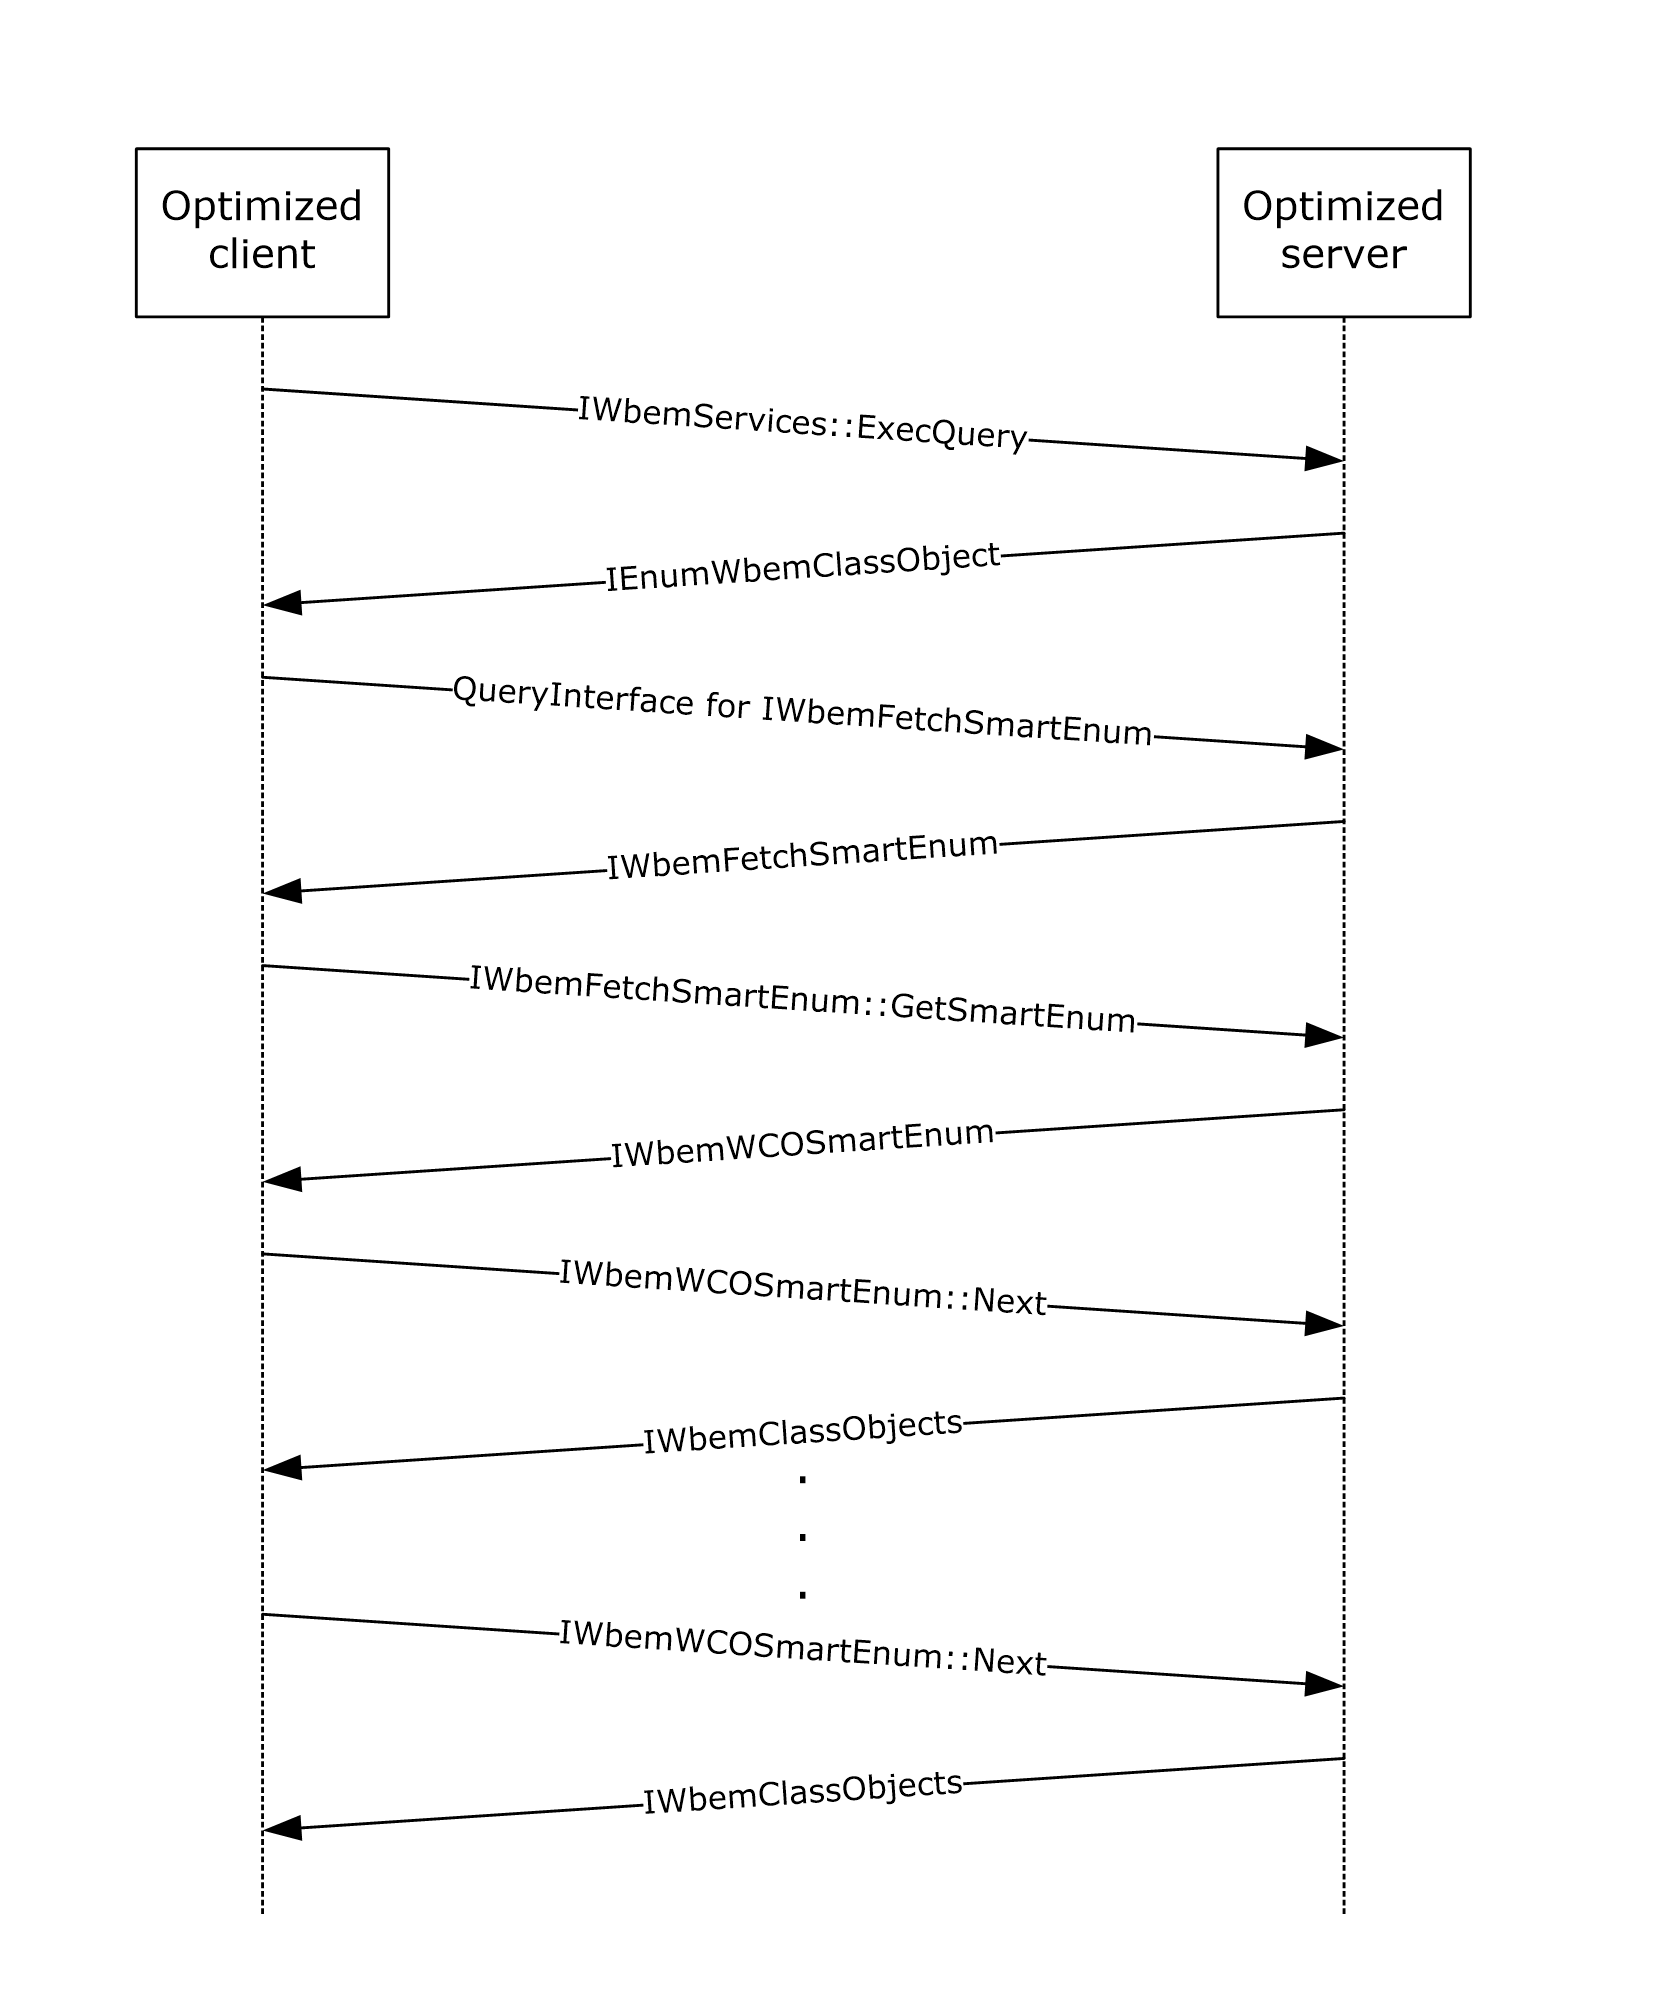 Optimized
client
Optimized
server
IWbemServices::ExecQuery
IEnumWbemClassObject
QueryInterface for IWbemFetchSmartEnum
IWbemFetchSmartEnum
IWbemFetchSmartEnum::GetSmartEnum
IWbemWCOSmartEnum
IWbemWCOSmartEnum::Next
IWbemClassObjects
.
.
.
IWbemWCOSmartEnum::Next
IWbemClassObjects